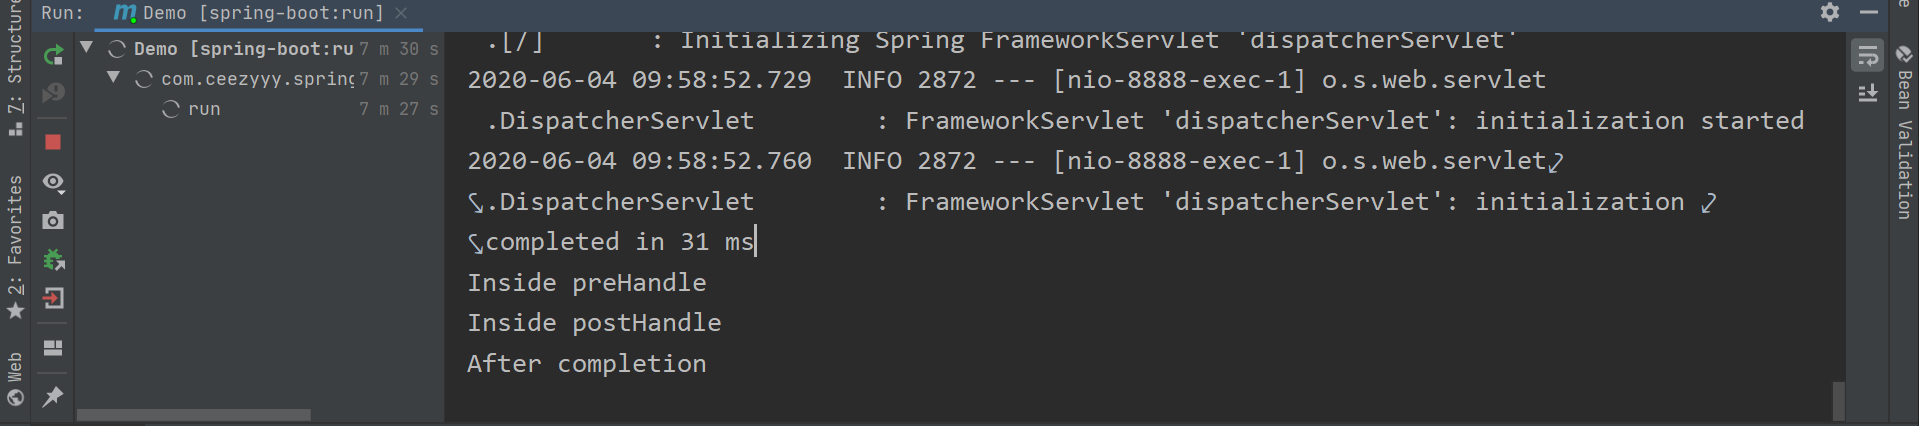 Run:
Demo [spring-boot:run]
7: Structure
2: Favorites
Web
Demo [spring-boot:ru 7 m 30 s
com.ceezyyy.spring 7 m 29 s
run 7 m 27 s
.[/] : Initializing Spring FrameworkServlet 'dispatcherServlet'
2020-06-04 09:58:52.729 INFO 2872 --- [nio-8888-exec-1] o.s.web.servlet
.DispatcherServlet : FrameworkServlet 'dispatcherServlet': initialization started
2020-06-04 09:58:52.760 INFO 2872 --- [nio-8888-exec-1] o.s.web.servlet
.DispatcherServlet : FrameworkServlet 'dispatcherServlet': initialization
completed in 31 ms
Inside preHandle
Inside postHandle
After completion
Bean Validation